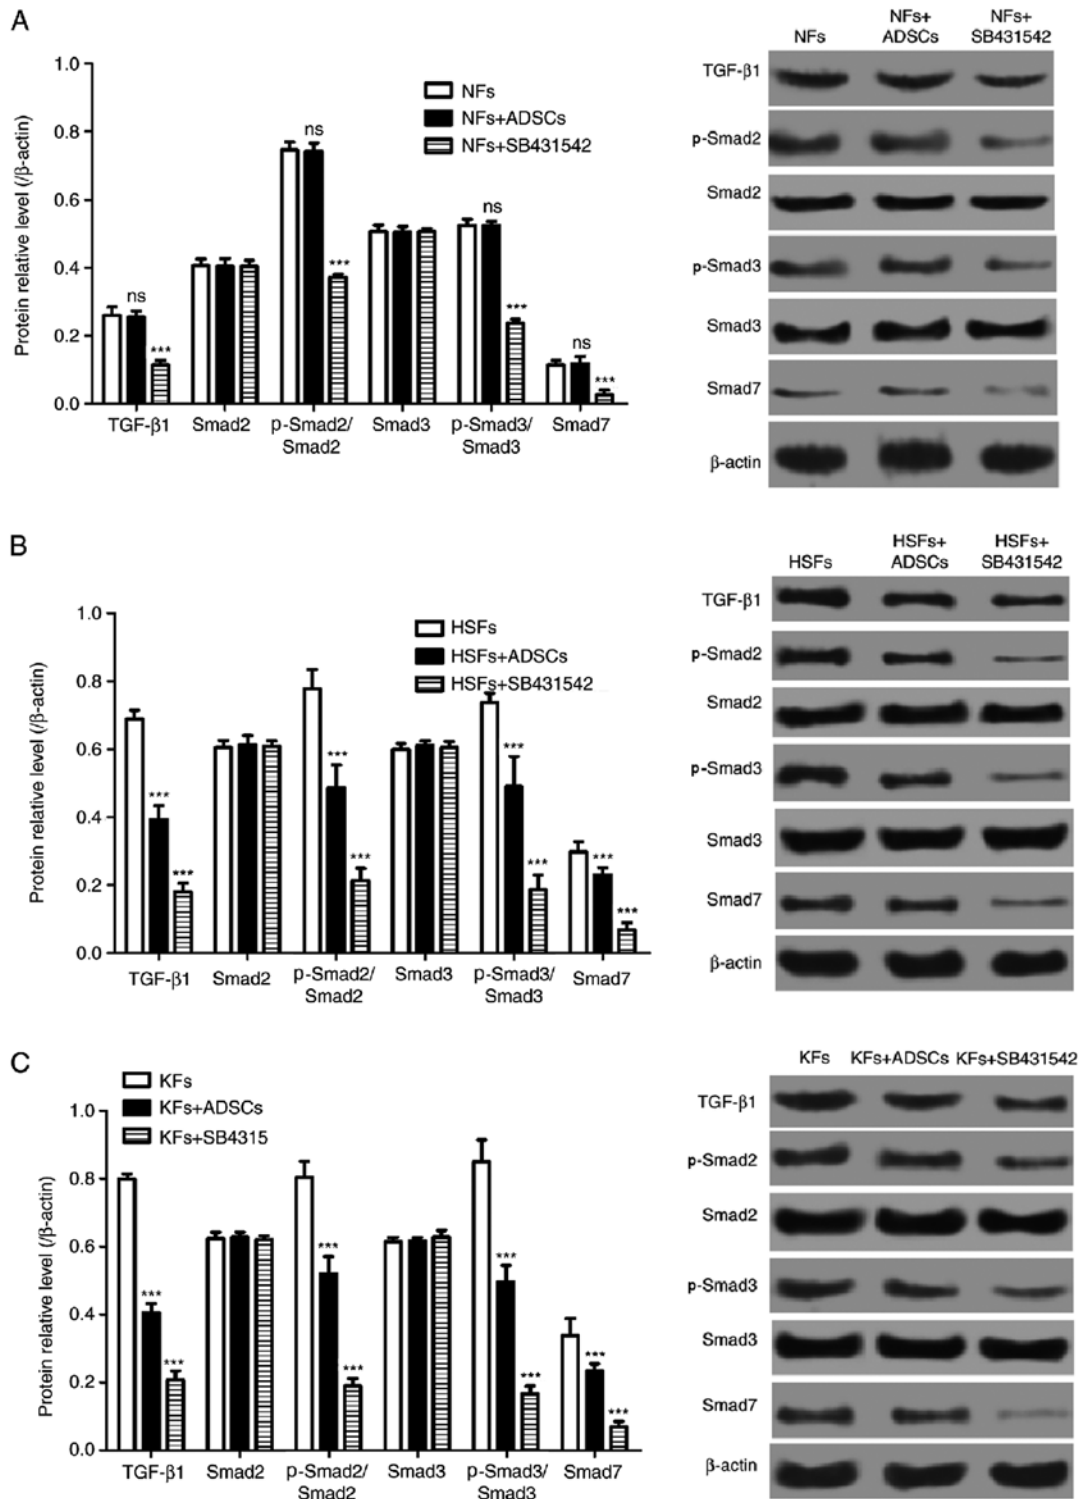 A
NFs
NFs+
ADSCs
NFs+
SB431542
1.0
0.8
0.6
0.4
0.2
0.0
Protein relative level (/β-actin)
NFs
NFs+ADSCs
NFs+SB431542
ns
***
ns
***
ns
***
ns
***
TGF-β1
Smad2
p-Smad2/
Smad2
Smad3
p-Smad3/
Smad3
Smad7
TGF-β1
p-Smad2
Smad2
p-Smad3
Smad3
Smad7
β-actin
B
HSFs
HSFs+
ADSCs
HSFs+
SB431542
1.0
0.8
0.6
0.4
0.2
0.0
Protein relative level (/β-actin)
HSFs
HSFs+ADSCs
HSFs+SB431542
***
***
***
***
***
***
***
***
TGF-β1
Smad2
p-Smad2/
Smad2
Smad3
p-Smad3/
Smad3
Smad7
TGF-β1
p-Smad2
Smad2
p-Smad3
Smad3
Smad7
β-actin
C
KFs
KFs+ADSCs
KFs+SB431542
KFs
KFs+ADSCs
KFs+SB4315
1.0
0.8
0.6
0.4
0.2
0.0
Protein relative level (/β-actin)
***
***
***
***
***
***
***
***
TGF-β1
Smad2
p-Smad2/
Smad2
Smad3
p-Smad3/
Smad3
Smad7
TGF-β1
p-Smad2
Smad2
p-Smad3
Smad3
Smad7
β-actin